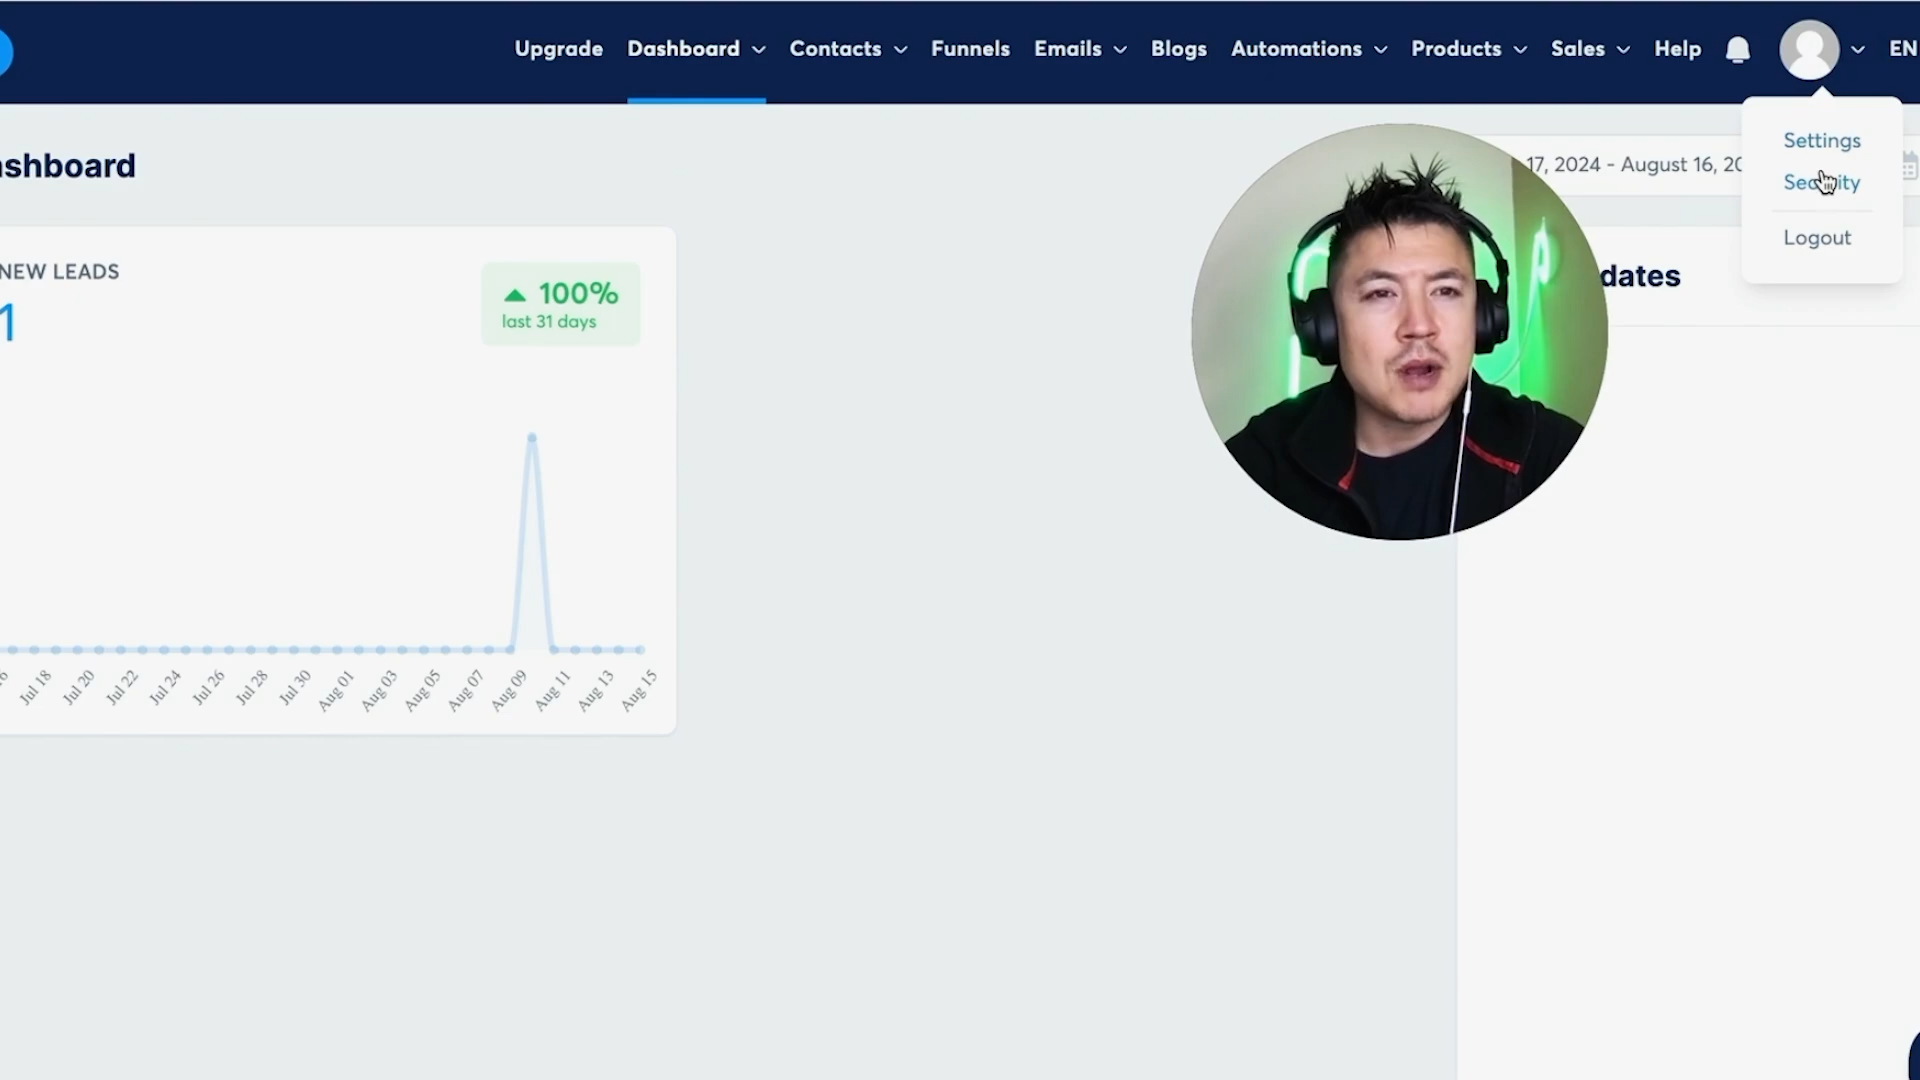 Upgrade Dashboard Contacts Funnels Emails Blogs Automations Products Sales Help EN
Settings
Security
Logout
ashboard
17, 2024 - August 16, 20
NEW LEADS
1
100%
last 31 days
dates
Jul 18 Jul 20 Jul 22 Jul 24 Jul 26 Jul 28 Jul 30 Aug 01 Aug 03 Aug 05 Aug 07 Aug 09 Aug 11 Aug 13 Aug 15